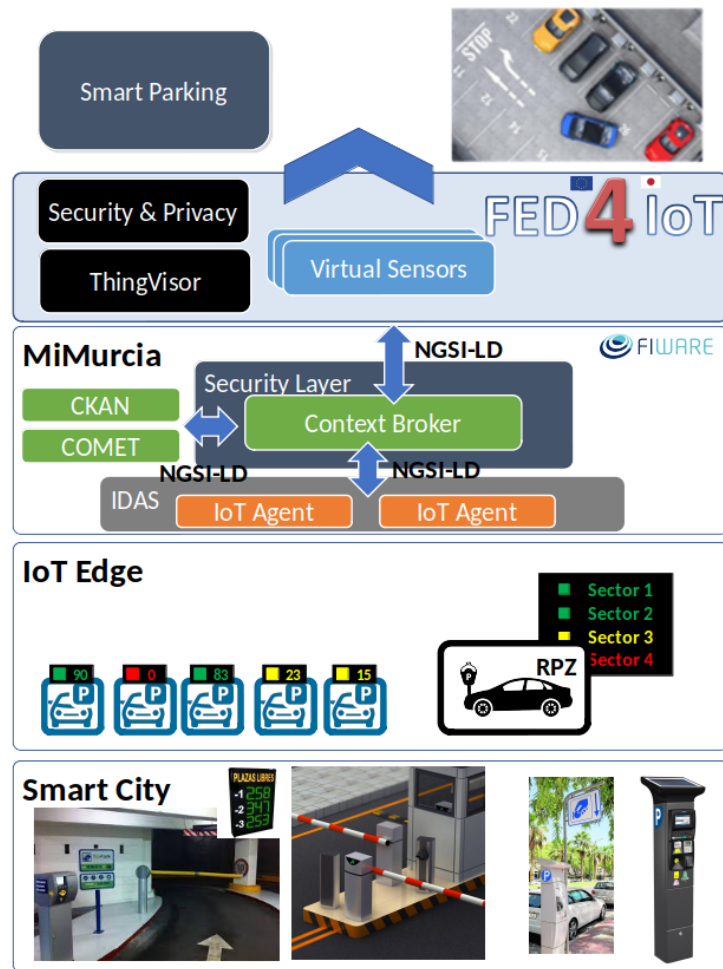 Smart Parking
STOP
Security & Privacy
FED4IoT
ThingVisor
Virtual Sensors
MiMurcia
NGSI-LD
FIWARE
Security Layer
CKAN
Context Broker
COMET
NGSI-LD
NGSI-LD
IDAS
IoT Agent
IoT Agent
IoT Edge
Sector 1
Sector 2
Sector 3
Sector 4
RPZ
90
0
83
23
15
P
P
P
P
P
P
Smart City
PLAZAS LIBRES
-1 258
-2 347
-3 253
P
P